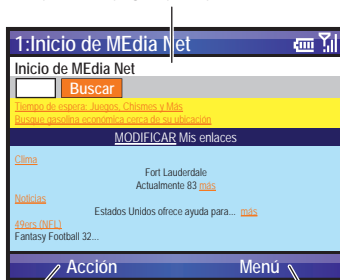 1:Inicio de MEdia Net
Inicio de MEdia Net
Buscar
Tiempo de espera: Juegos, Chismes y Más
Busque gasolina económica cerca de su ubicación
MODIFICAR Mis enlaces
Clima
Fort Lauderdale
Actualmente 83 más
Noticias
Estados Unidos ofrece ayuda para... más
49ers (NFL)
Fantasy Football 32...
Acción Menú